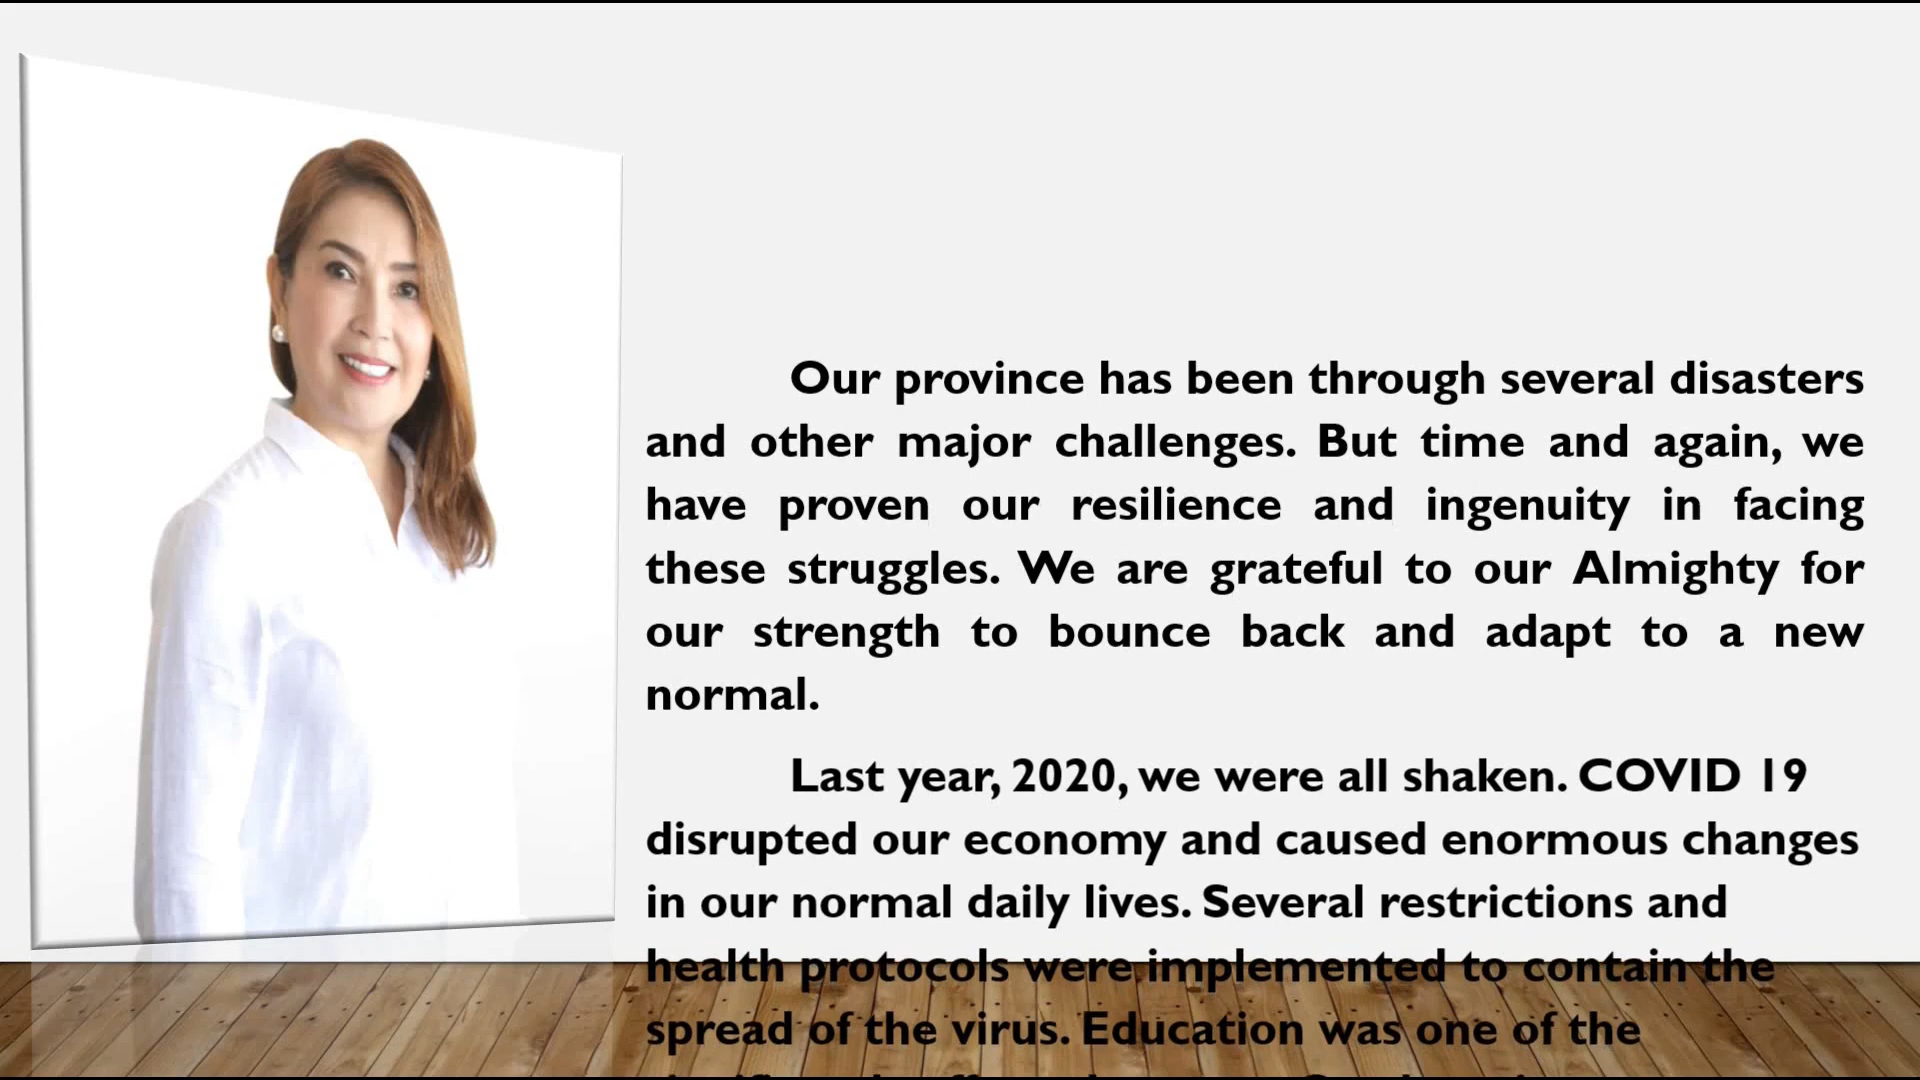 Our province has been through several disasters
and other major challenges. But time and again, we
have proven our resilience and ingenuity in facing
these struggles. We are grateful to our Almighty for
our strength to bounce back and adapt to a new
normal.
Last year, 2020, we were all shaken. COVID 19
disrupted our economy and caused enormous changes
in our normal daily lives. Several restrictions and
health protocols were implemented to contain the
spread of the virus. Education was one of the